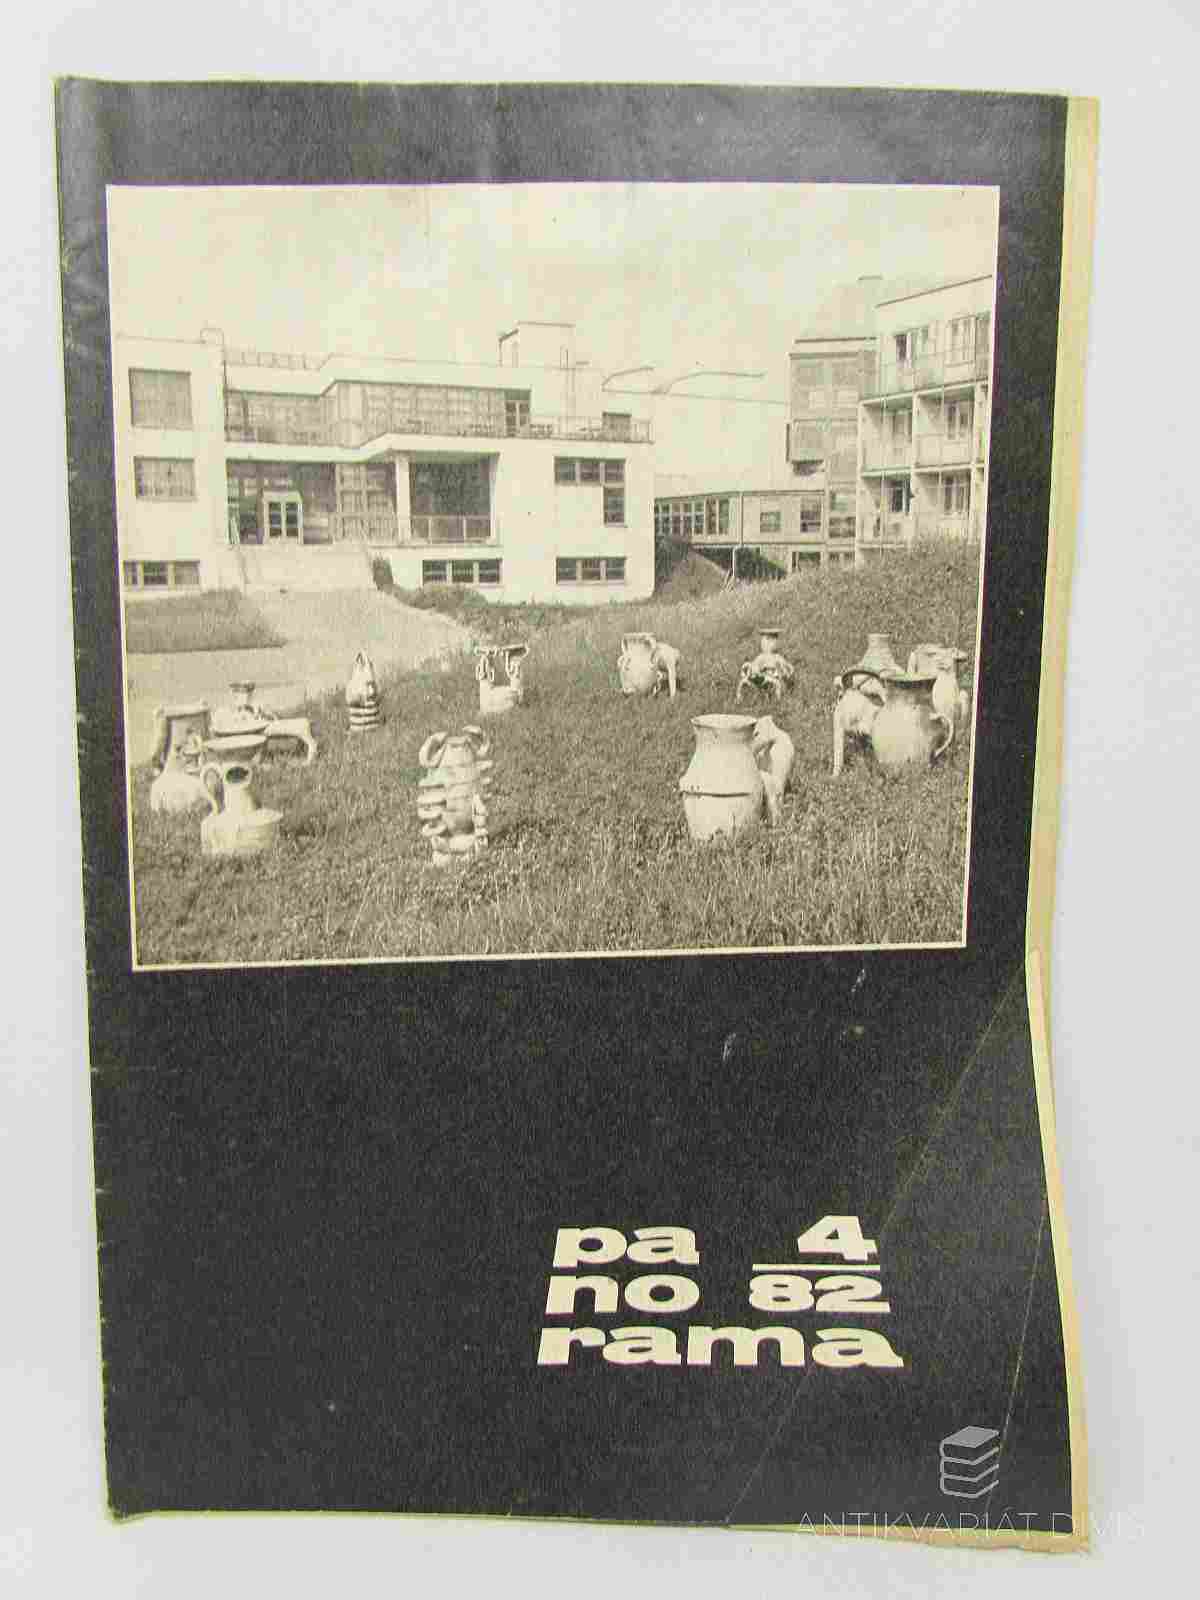 pa 4
no 82
rama
ANTIKVARIÁT DIVIŠ